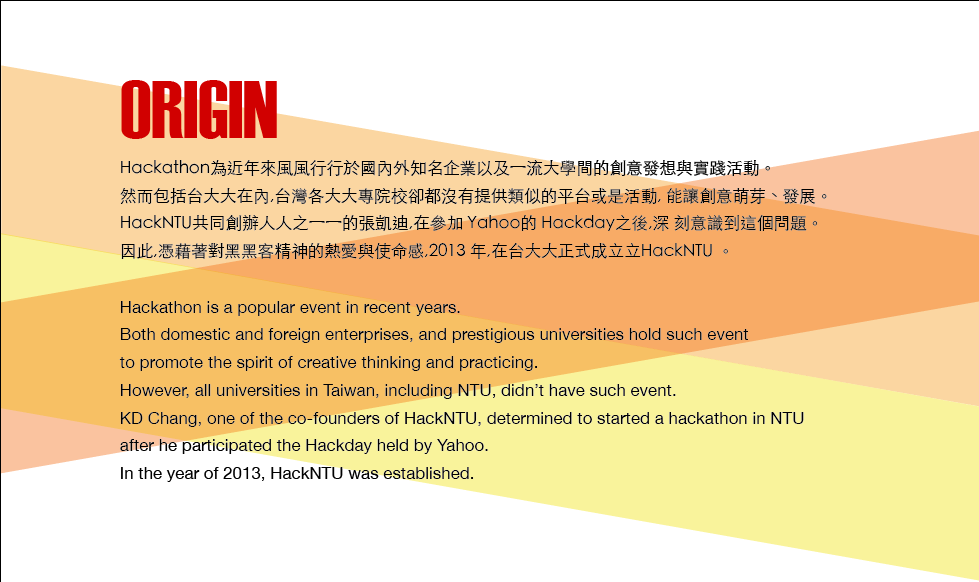 ORIGIN
Hackathon為近年來風風行行於國內外知名企業以及一流大學間的創意發想與實踐活動。
然而包括台大大在內,台灣各大大專院校卻都沒有提供類似的平台或是活動, 能讓創意萌芽、發展。
HackNTU共同創辦人人之一一的張凱迪,在參加 Yahoo的 Hackday之後,深 刻意識到這個問題。
因此,憑藉著對黑黑客精神的熱愛與使命感,2013 年,在台大大正式成立立HackNTU 。
Hackathon is a popular event in recent years.
Both domestic and foreign enterprises, and prestigious universities hold such event
to promote the spirit of creative thinking and practicing.
However, all universities in Taiwan, including NTU, didn't have such event.
KD Chang, one of the co-founders of HackNTU, determined to started a hackathon in NTU
after he participated the Hackday held by Yahoo.
In the year of 2013, HackNTU was established.